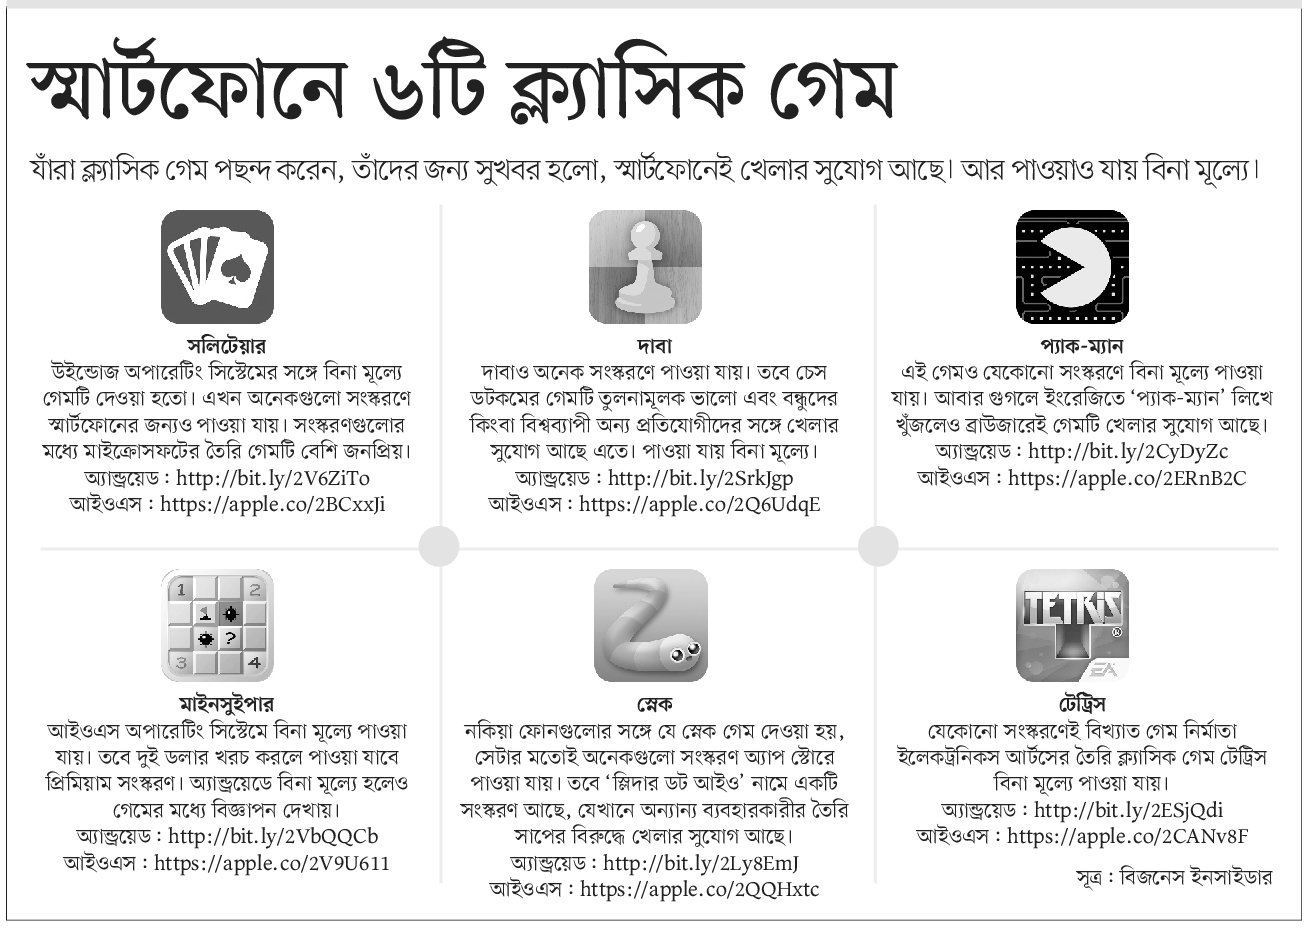 স্মার্টফোনে ৬টি ক্ল্যাসিক গেম
যাঁরা ক্ল্যাসিক গেম পছন্দ করেন, তাঁদের জন্য সুখবর হলো, স্মার্টফোনেই খেলার সুযোগ আছে। আর পাওয়াও যায় বিনা মূল্যে।
সলিটেয়ার
উইন্ডোজ অপারেটিং সিস্টেমের সঙ্গে বিনা মূল্যে
গেমটি দেওয়া হতো। এখন অনেকগুলো সংস্করণে
স্মার্টফোনের জন্যও পাওয়া যায়। সংস্করণগুলোর
মধ্যে মাইক্রোসফটের তৈরি গেমটি বেশি জনপ্রিয়।
অ্যান্ড্রয়েড : http://bit.ly/2V6ZiTo
আইওএস : https://apple.co/2BCxxJi
দাবা
দাবাও অনেক সংস্করণে পাওয়া যায়। তবে চেস
ডটকমের গেমটি তুলনামূলক ভালো এবং বন্ধুদের
কিংবা বিশ্বব্যাপী অন্য প্রতিযোগীদের সঙ্গে খেলার
সুযোগ আছে এতে। পাওয়া যায় বিনা মূল্যে।
অ্যান্ড্রয়েড : http://bit.ly/2SrkJgp
আইওএস : https://apple.co/2Q6UdqE
প্যাক-ম্যান
এই গেমও যেকোনো সংস্করণে বিনা মূল্যে পাওয়া
যায়। আবার গুগলে ইংরেজিতে ‘প্যাক-ম্যান’ লিখে
খুঁজলেও ব্রাউজারেই গেমটি খেলার সুযোগ আছে।
অ্যান্ড্রয়েড : http://bit.ly/2CyDyZc
আইওএস : https://apple.co/2ERnB2C
1 2
1 ?
3 4
মাইনসুইপার
আইওএস অপারেটিং সিস্টেমে বিনা মূল্যে পাওয়া
যায়। তবে দুই ডলার খরচ করলে পাওয়া যাবে
প্রিমিয়াম সংস্করণ। অ্যান্ড্রয়েডে বিনা মূল্যে হলেও
গেমের মধ্যে বিজ্ঞাপন দেখায়।
অ্যান্ড্রয়েড : http://bit.ly/2VbQQCb
আইওএস : https://apple.co/2V9U611
স্নেক
নকিয়া ফোনগুলোর সঙ্গে যে স্নেক গেম দেওয়া হয়,
সেটার মতোই অনেকগুলো সংস্করণ অ্যাপ স্টোরে
পাওয়া যায়। তবে ‘স্লিদার ডট আইও’ নামে একটি
সংস্করণ আছে, যেখানে অন্যান্য ব্যবহারকারীর তৈরি
সাপের বিরুদ্ধে খেলার সুযোগ আছে।
অ্যান্ড্রয়েড : http://bit.ly/2Ly8EmJ
আইওএস : https://apple.co/2QQHxtc
TETRIS
®
EA
টেট্রিস
যেকোনো সংস্করণেই বিখ্যাত গেম নির্মাতা
ইলেকট্রনিকস আর্টসের তৈরি ক্ল্যাসিক গেম টেট্রিস
বিনা মূল্যে পাওয়া যায়।
অ্যান্ড্রয়েড : http://bit.ly/2ESjQdi
আইওএস : https://apple.co/2CANv8F
সূত্র : বিজনেস ইনসাইডার